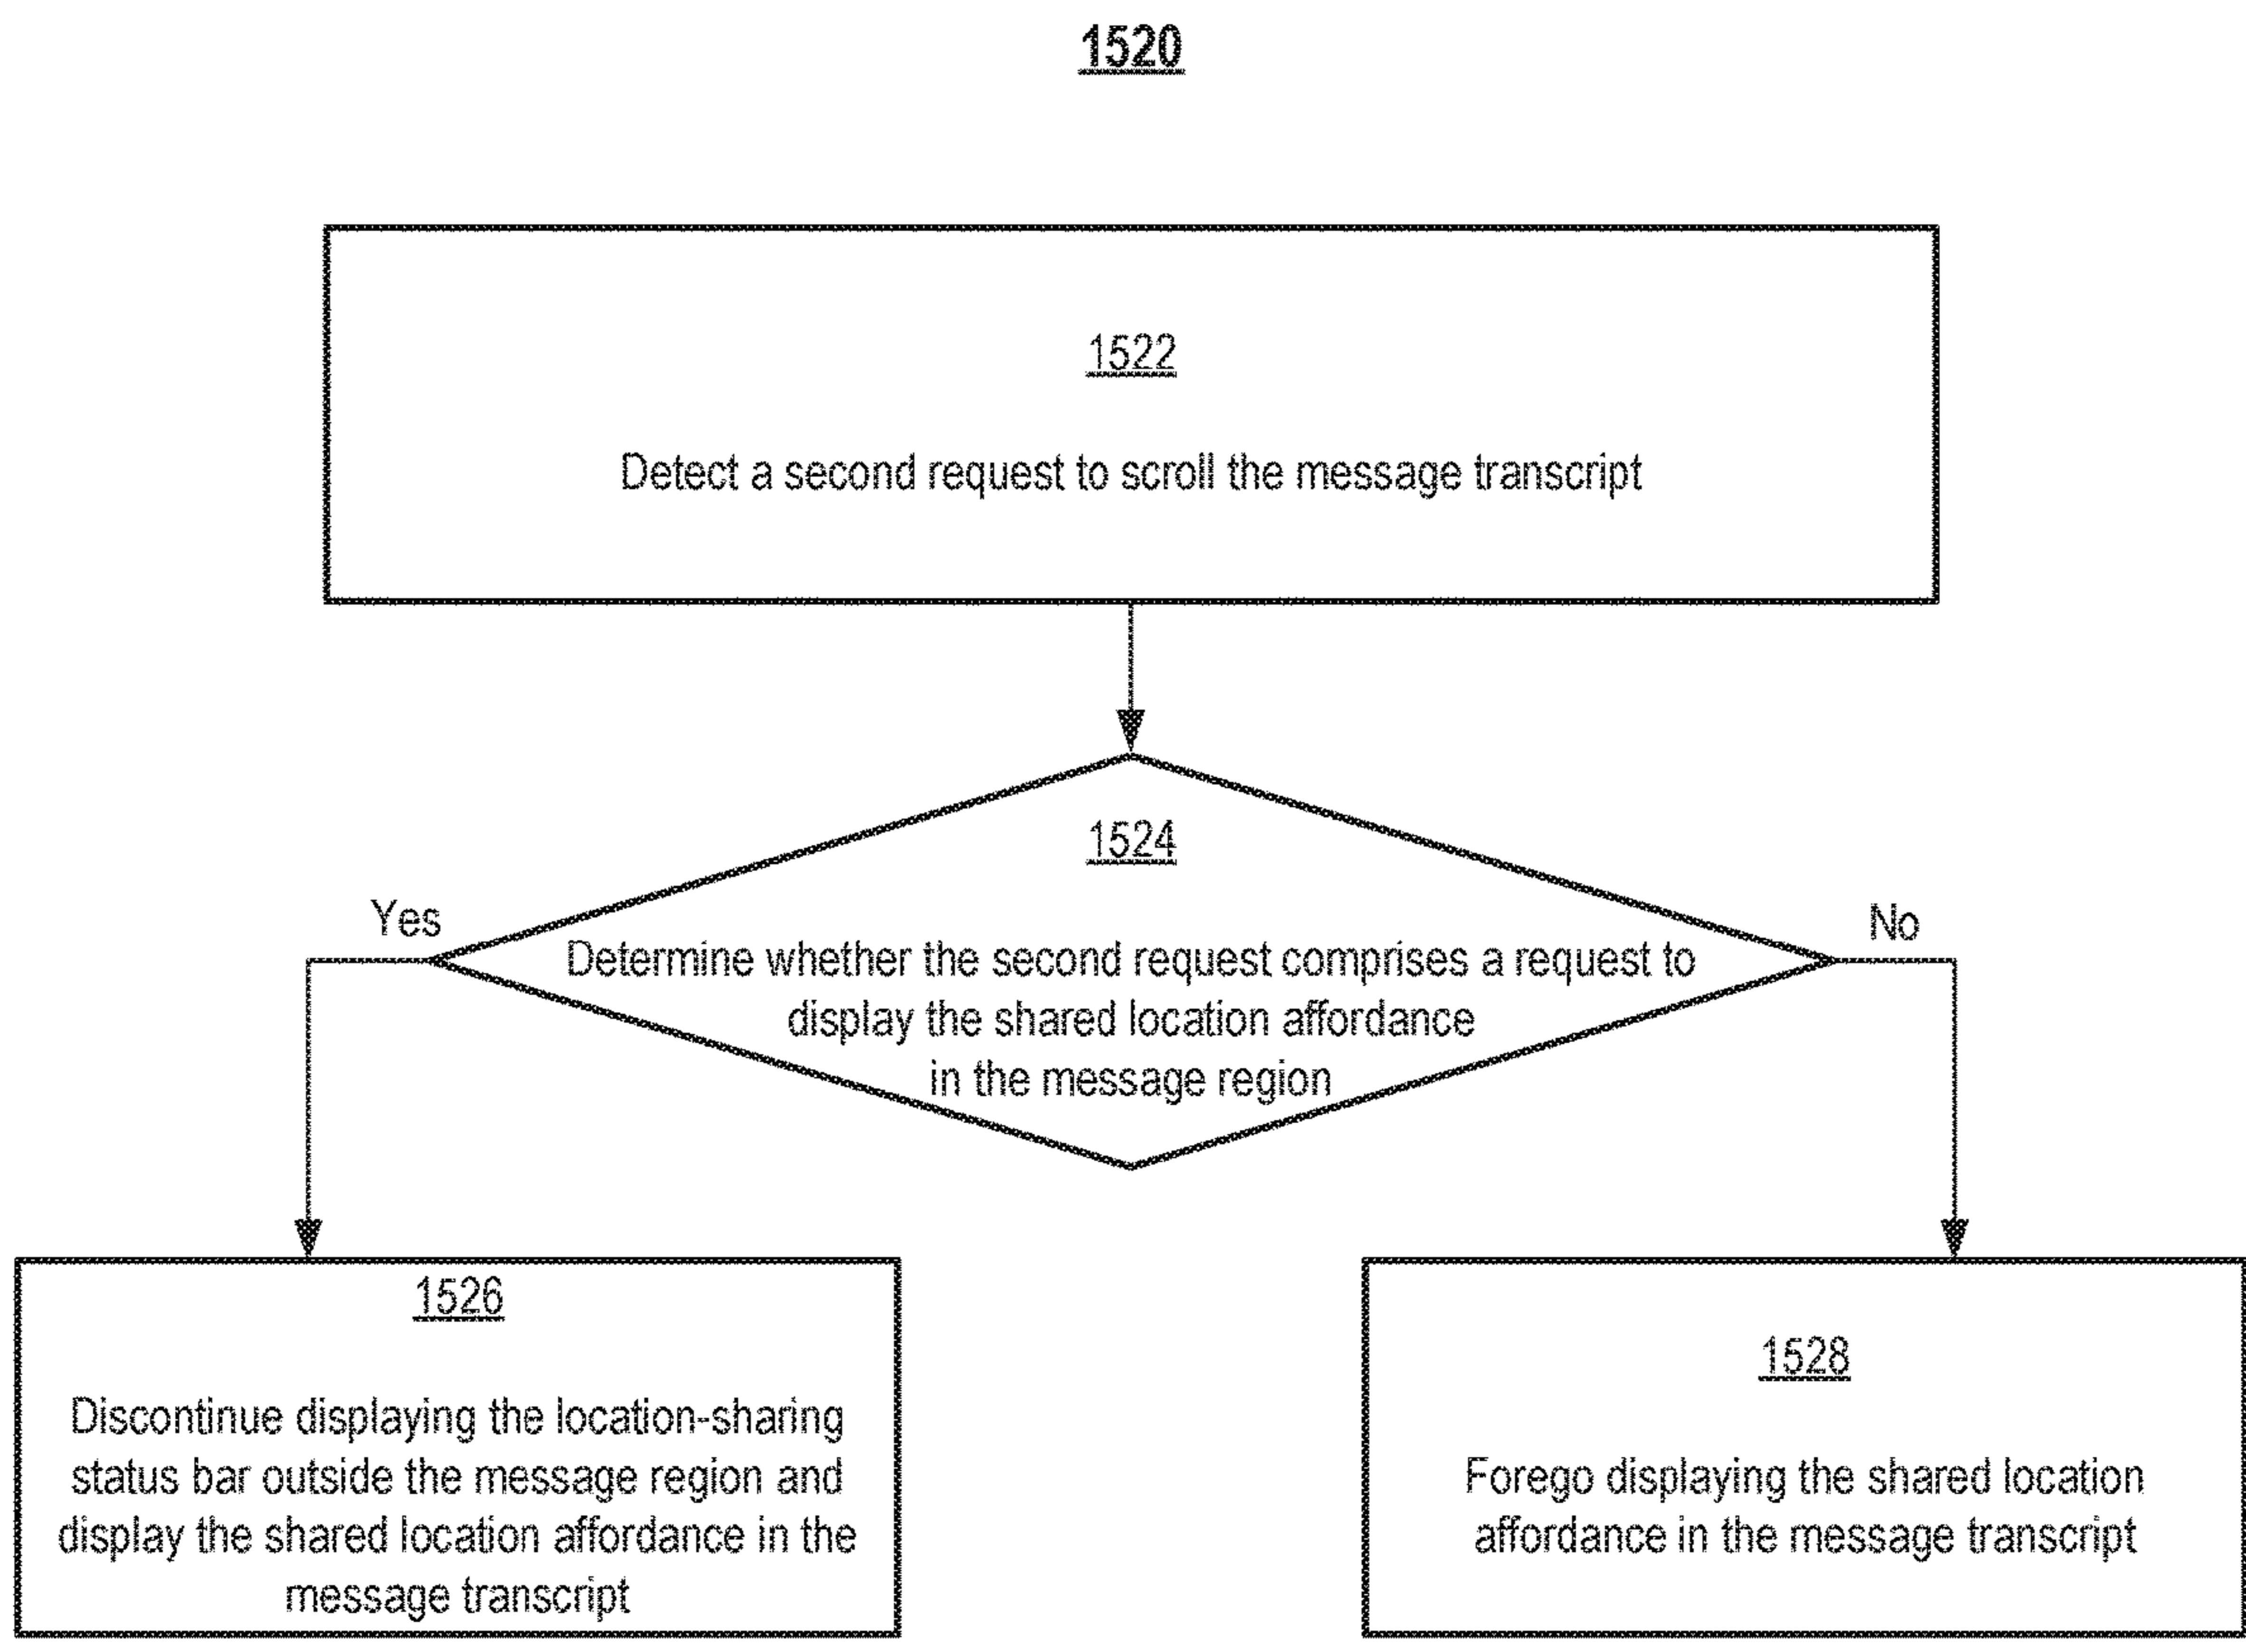 1520
1522
Detect a second request to scroll the message transcript
1524
Yes
No
Determine whether the second request comprises a request to
display the shared location affordance
in the message region
1526
Discontinue displaying the location-sharing
status bar outside the message region and
display the shared location affordance in the
message transcript
1528
Forego displaying the shared location
affordance in the message transcript